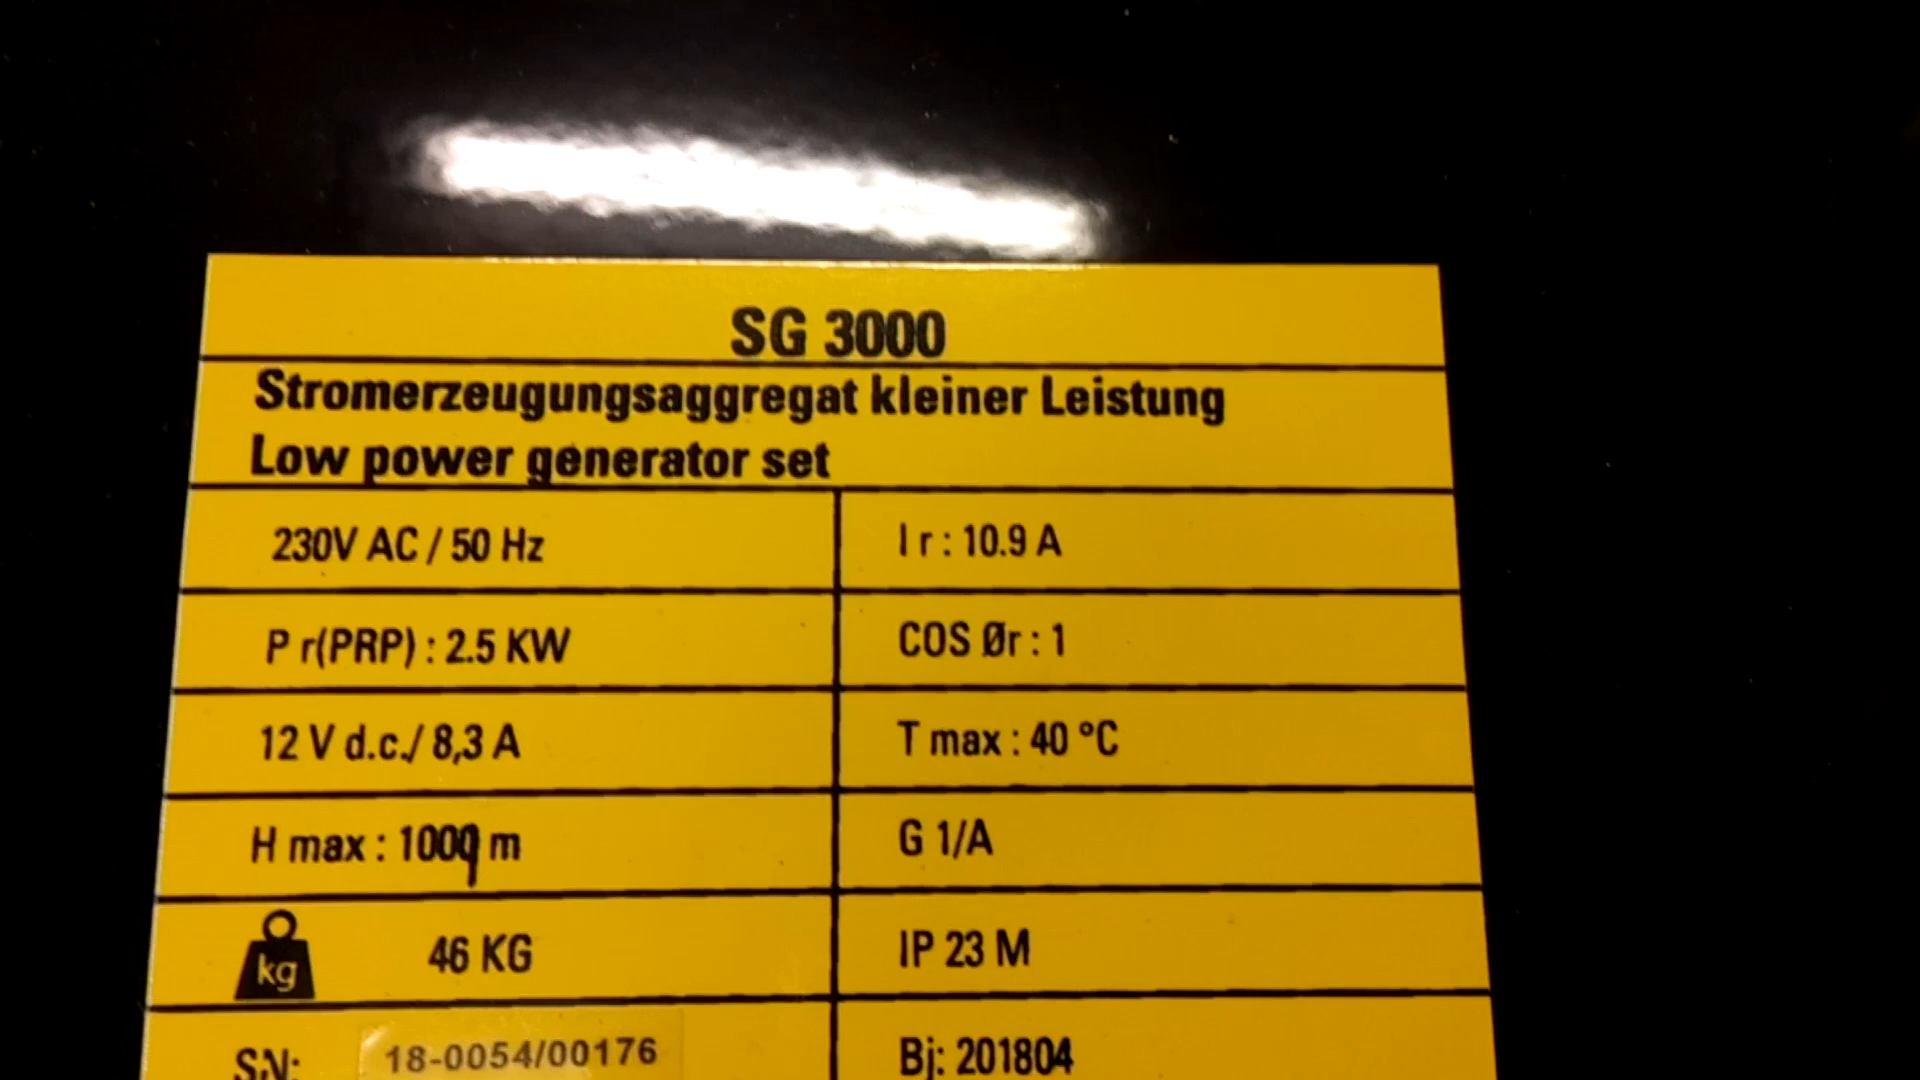 SG 3000
Stromerzeugungsaggregat kleiner Leistung
Low power generator set
230V AC / 50 Hz
I r : 10.9 A
P r(PRP) : 2.5 KW
COS Ør : 1
12 V d.c./ 8,3 A
T max : 40 °C
H max : 1000 m
G 1/A
kg 46 KG
IP 23 M
SN: 18-0054/00176
Bj: 201804